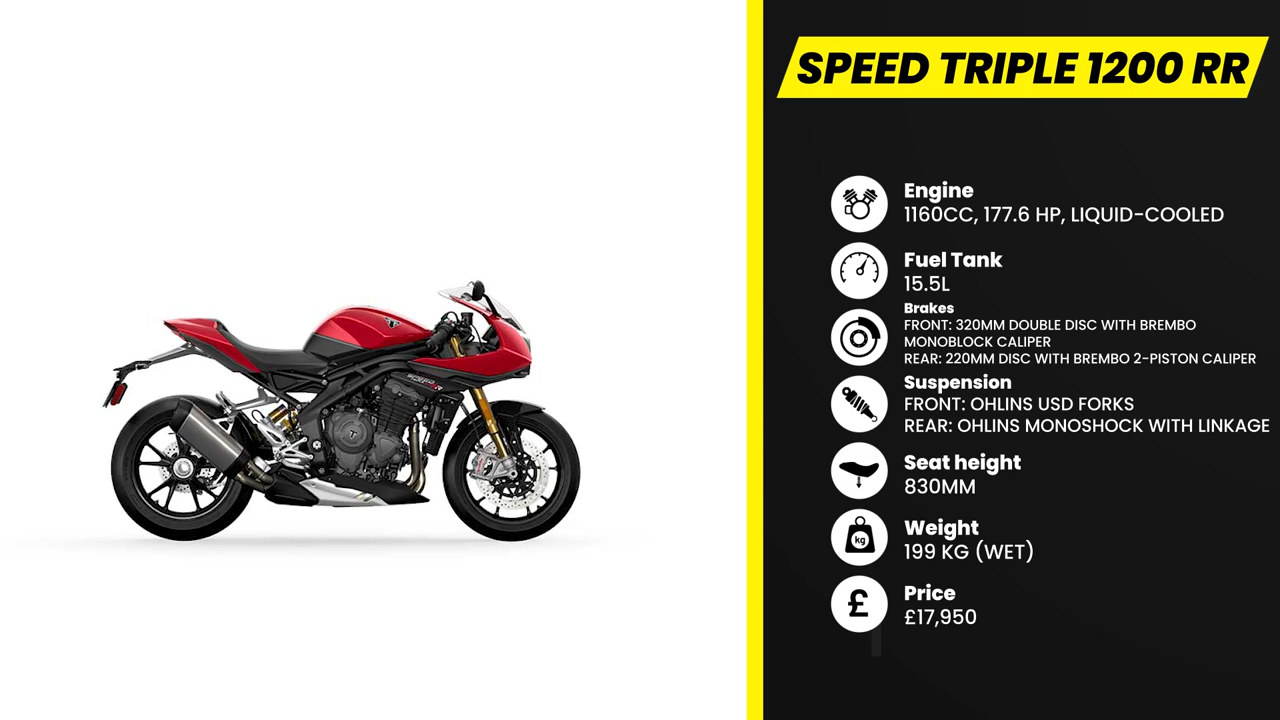 SPEED TRIPLE 1200 RR
Engine
1160CC, 177.6 HP, LIQUID-COOLED
Fuel Tank
15.5L
Brakes
FRONT: 320MM DOUBLE DISC WITH BREMBO
MONOBLOCK CALIPER
REAR: 220MM DISC WITH BREMBO 2-PISTON CALIPER
Suspension
FRONT: OHLINS USD FORKS
REAR: OHLINS MONOSHOCK WITH LINKAGE
Seat height
830MM
kg
Weight
199 KG (WET)
£
Price
£17,950